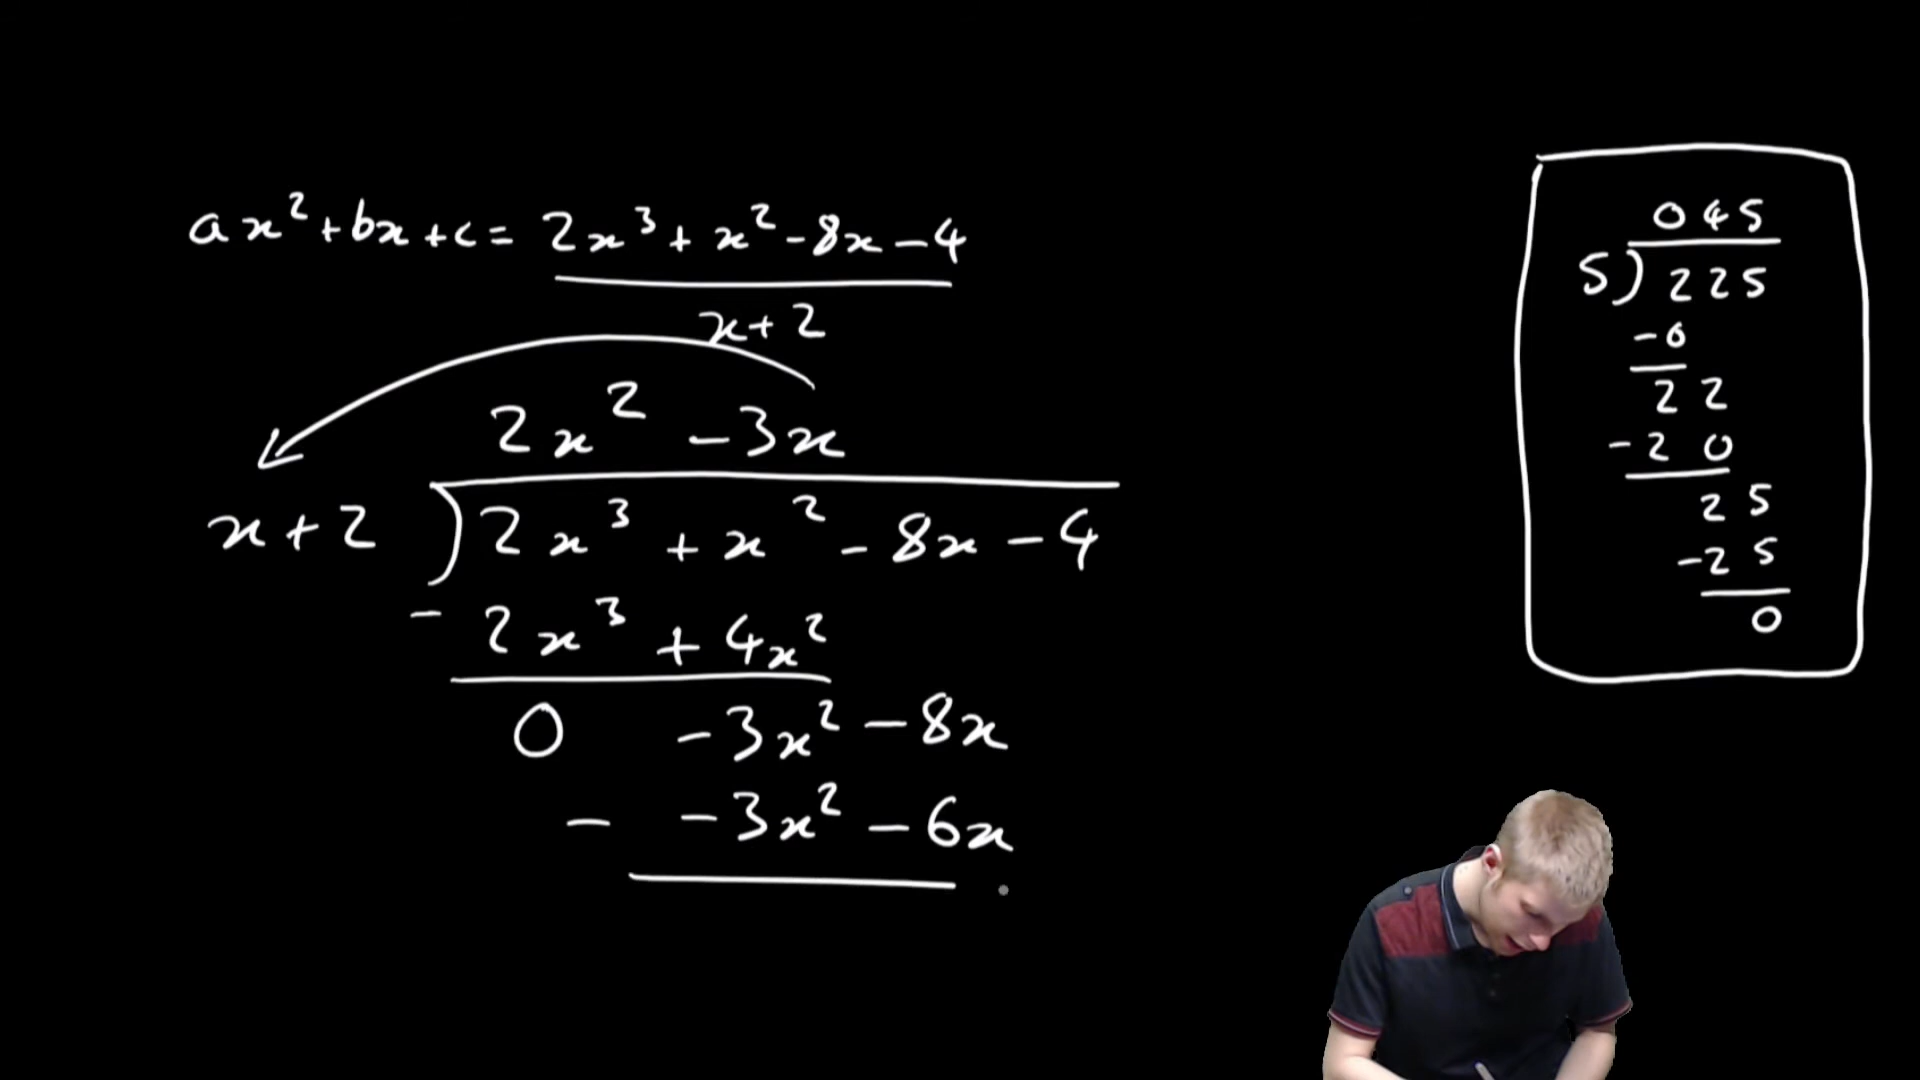 ax²+bx+c= 2x³+x²-8x-4
x+2
2x² -3x
x+2 ) 2x³ + x² - 8x - 4
- 2x³ + 4x²
0 -3x² - 8x
- -3x² - 6x
045
5) 225
-0
22
-20
25
-25
0